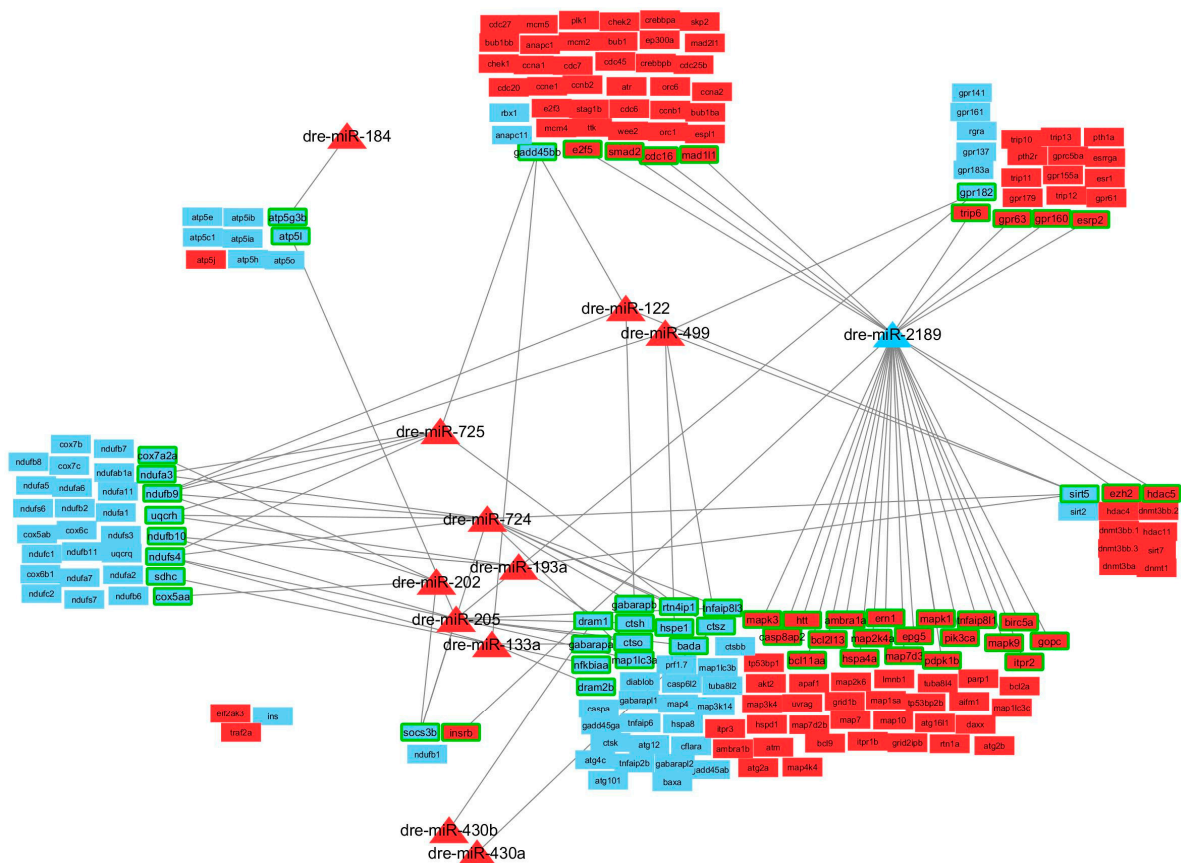 cdc27 mcm5 plk1 chek2 crebbpa skp2
bub1bb anapc1 mcm2 bub1 ep300a mad2l1
chek1 ccna1 cdc7 cdc45 crebbpb cdc25b
cdc20 ccne1 ccnb2 atr orc6 ccna2
rbx1 e2f3 stag1b cdc6 ccnb1 bub1ba
anapc11 mcm4 ttk wee2 orc1 espl1
gadd45bb e2f5 smad2 cdc16 mad1l1
gpr141
gpr161
rgra trip10 trip13 pth1a
gpr137 pth2r gprc5ba esrrga
gpr183a trip11 gpr155a esr1
gpr182 gpr179 trip12 gpr61
trip6 gpr63 gpr160 esrp2
dre-miR-184
atp5e atp5ib atp5g3b
atp5c1 atp5ia atp5l
atp5j atp5h atp5o
dre-miR-122
dre-miR-499
dre-miR-2189
dre-miR-725
dre-miR-724
dre-miR-193a
dre-miR-202
dre-miR-205
dre-miR-133a
cox7b ndufb7 cox7a2a
ndufb8 cox7c ndufab1a ndufa3
ndufa5 ndufa6 ndufa11 ndufb9
ndufs6 ndufb2 ndufa1 uqcrh
cox5ab cox6c ndufs3 ndufb10
ndufc1 ndufb11 uqcrq ndufs4
cox6b1 ndufa7 ndufa2 sdhc
ndufc2 ndufs7 ndufb6 cox5aa
sirt5 ezh2 hdac5
sirt2 hdac4 dnmt3bb.2
dnmt3bb.1 hdac11
dnmt3bb.3 sirt7
dnmt3ba dnmt1
gabarapb rtn4ip1 tnfaip8l3
dram1 ctsh hspe1 ctsz
gabarapa ctso bada
nfkbiaa map1lc3a ctsbb
dram2b prf1.7 map1lc3b
diablob casp6l2 tuba8l2
caspa gabarapl1 map4 map3k14
gadd45ga tnfaip6 hspa8
ctsk atg12 cflara
atg4c tnfaip2b gabarapl2 gadd45ab
atg101 baxa
mapk3 htt ambra1a ern1 mapk1 tnfaip8l1 birc5a
casp8ap2 bcl2l13 map2k4a epg5 pik3ca mapk9 gopc
bcl11aa hspa4a map7d3 pdpk1b itpr2
tp53bp1 akt2 apaf1 map2k6 lmnb1 tuba8l4 parp1 bcl2a
map3k4 uvrag grid1b map1sa tp53bp2b aifm1 map1lc3c
itpr3 hspd1 map7d2b map7 map10 atg16l1 daxx
ambra1b atm bcl9 itpr1b grid2ipb rtn1a atg2b
atg2a map4k4
eif2ak3 ins
traf2a
socs3b insrb
ndufb1
dre-miR-430b
dre-miR-430a